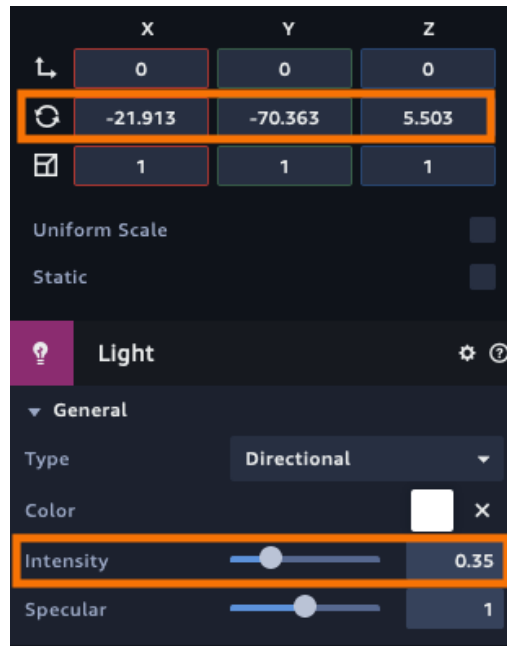 X Y Z
0 0 0
-21.913 -70.363 5.503
1 1 1
Uniform Scale
Static
Light
General
Type Directional
Color
Intensity 0.35
Specular 1